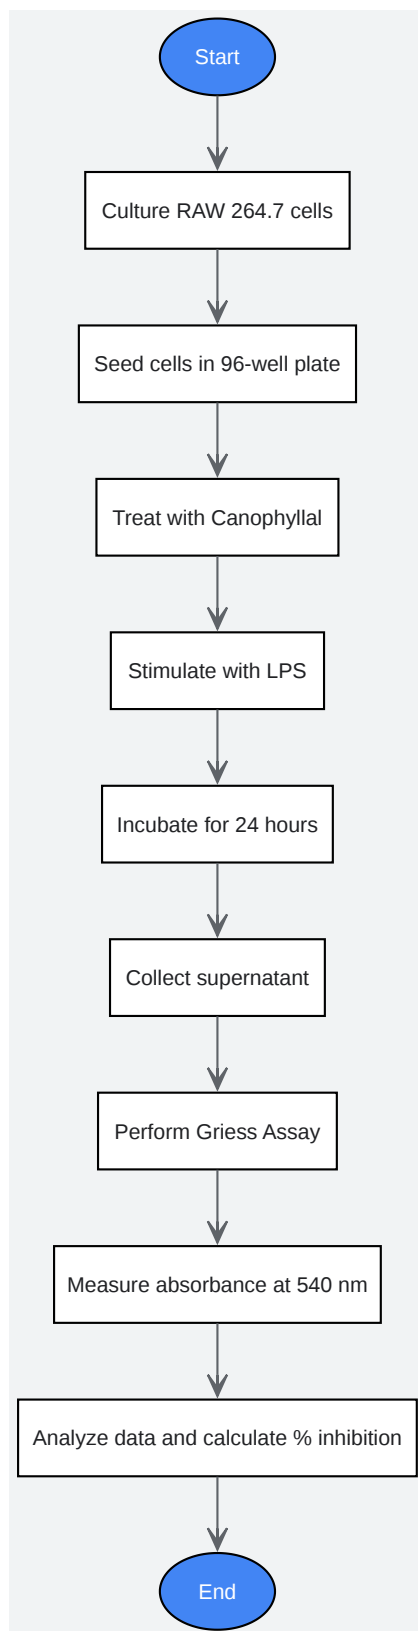 Start
Culture RAW 264.7 cells
Seed cells in 96-well plate
Treat with Canophyllal
Stimulate with LPS
Incubate for 24 hours
Collect supernatant
Perform Griess Assay
Measure absorbance at 540 nm
Analyze data and calculate % inhibition
End